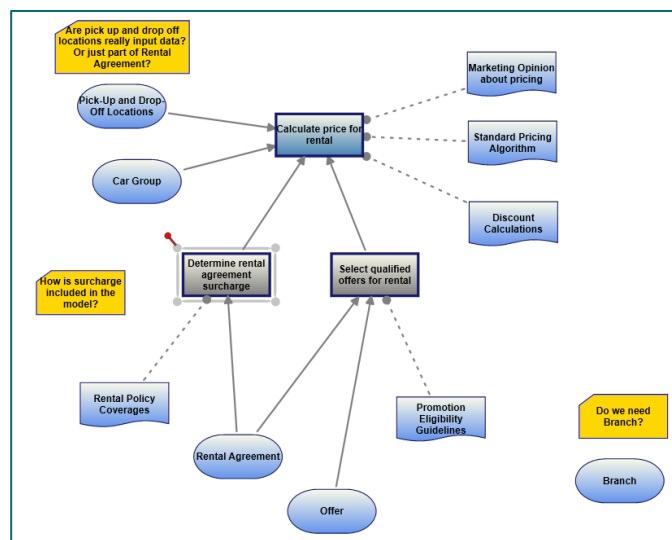 Are pick up and drop off
locations really input data?
Or just part of Rental
Agreement?
Marketing Opinion
about pricing
Pick-Up and Drop-
Off Locations
Calculate price for
rental
Standard Pricing
Algorithm
Car Group
Discount
Calculations
Determine rental
agreement
surcharge
Select qualified
offers for rental
How is surcharge
included in the
model?
Rental Policy
Coverages
Promotion
Eligibility
Guidelines
Do we need
Branch?
Rental Agreement
Branch
Offer